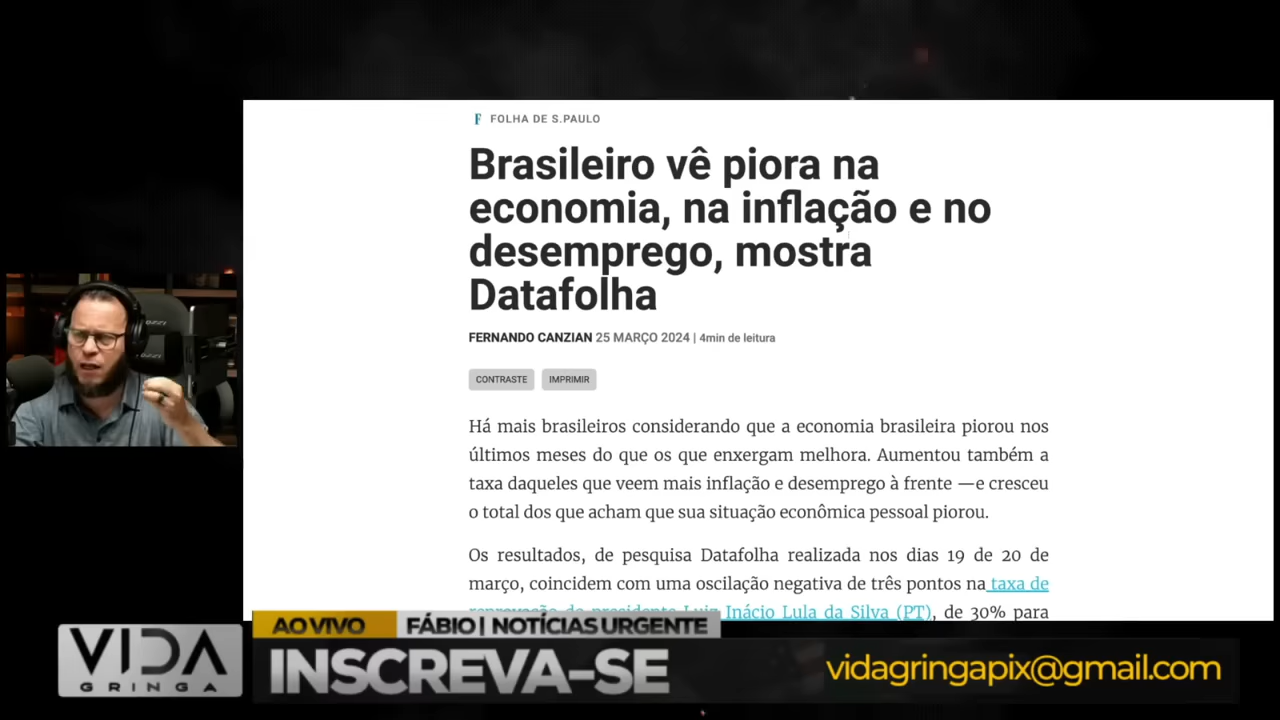 F FOLHA DE S.PAULO
Brasileiro vê piora na
economia, na inflação e no
desemprego, mostra
Datafolha
FERNANDO CANZIAN 25 MARÇO 2024 | 4min de leitura
CONTRASTE IMPRIMIR
Há mais brasileiros considerando que a economia brasileira piorou nos
últimos meses do que os que enxergam melhora. Aumentou também a
taxa daqueles que veem mais inflação e desemprego à frente —e cresceu
o total dos que acham que sua situação econômica pessoal piorou.
Os resultados, de pesquisa Datafolha realizada nos dias 19 de 20 de
março, coincidem com uma oscilação negativa de três pontos na taxa de
reprovação do presidente Luiz Inácio Lula da Silva (PT), de 30% para
AO VIVO FÁBIO | NOTÍCIAS URGENTE
VIDA
GRINGA
INSCREVA-SE
vidagringapix@gmail.com